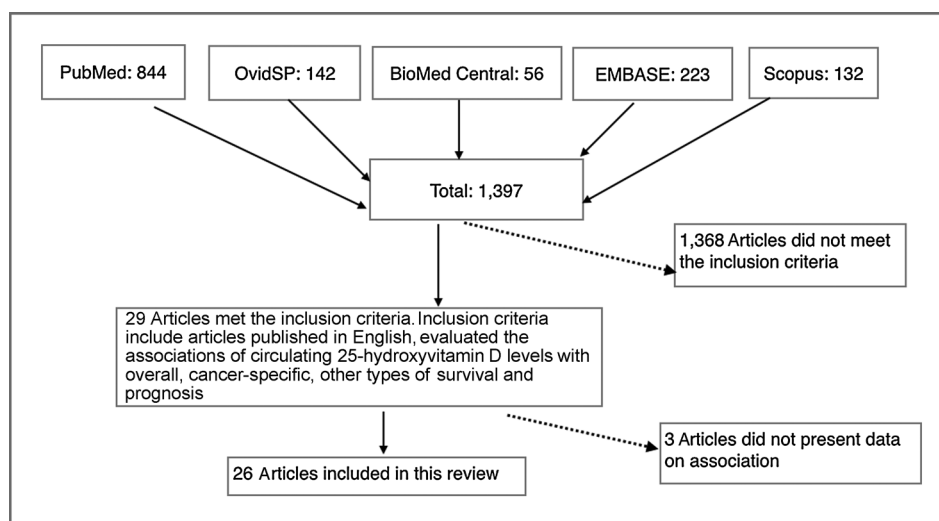 PubMed: 844
OvidSP: 142
BioMed Central: 56
EMBASE: 223
Scopus: 132
Total: 1,397
1,368 Articles did not meet
the inclusion criteria
29 Articles met the inclusion criteria. Inclusion criteria
include articles published in English, evaluated the
associations of circulating 25-hydroxyvitamin D levels with
overall, cancer-specific, other types of survival and
prognosis
3 Articles did not present data
on association
26 Articles included in this review